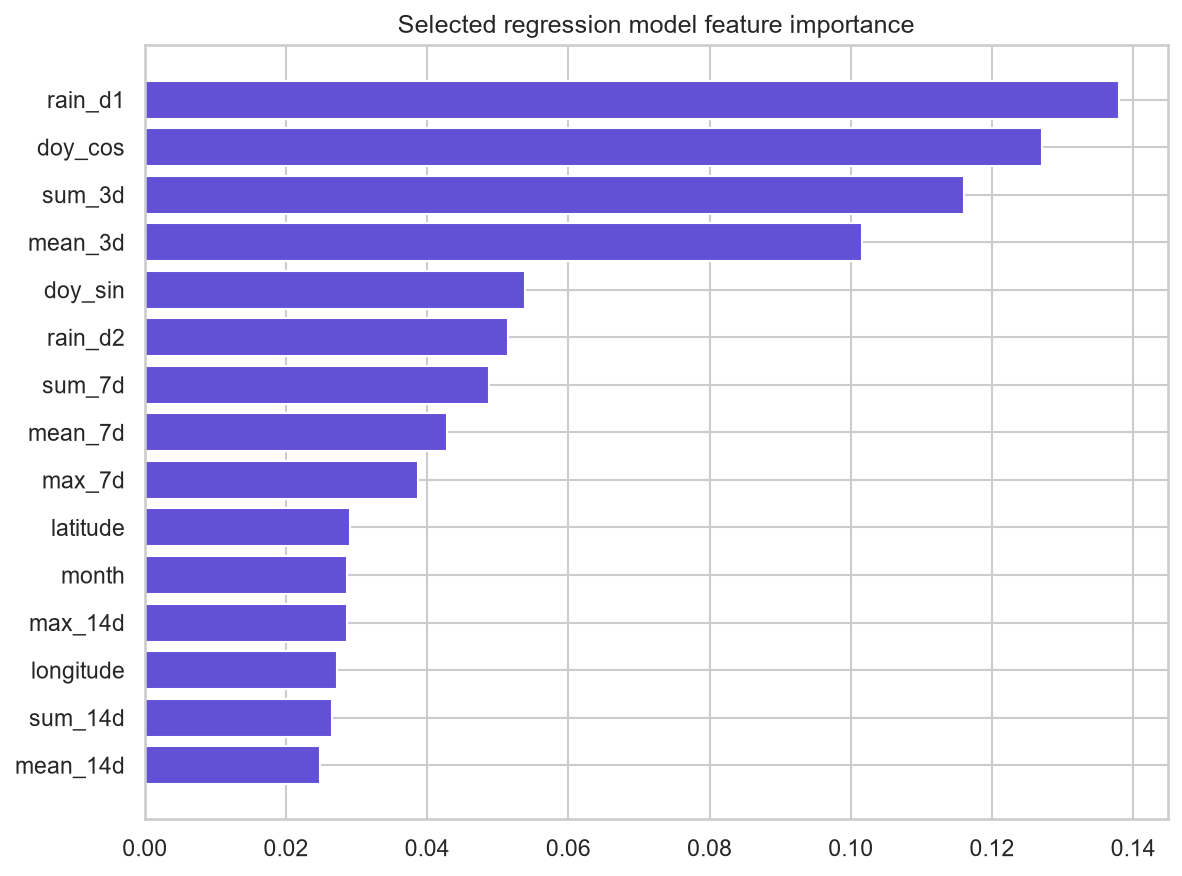 Selected regression model feature importance
rain_d1
doy_cos
sum_3d
mean_3d
doy_sin
rain_d2
sum_7d
mean_7d
max_7d
latitude
month
max_14d
longitude
sum_14d
mean_14d
0.00 0.02 0.04 0.06 0.08 0.10 0.12 0.14